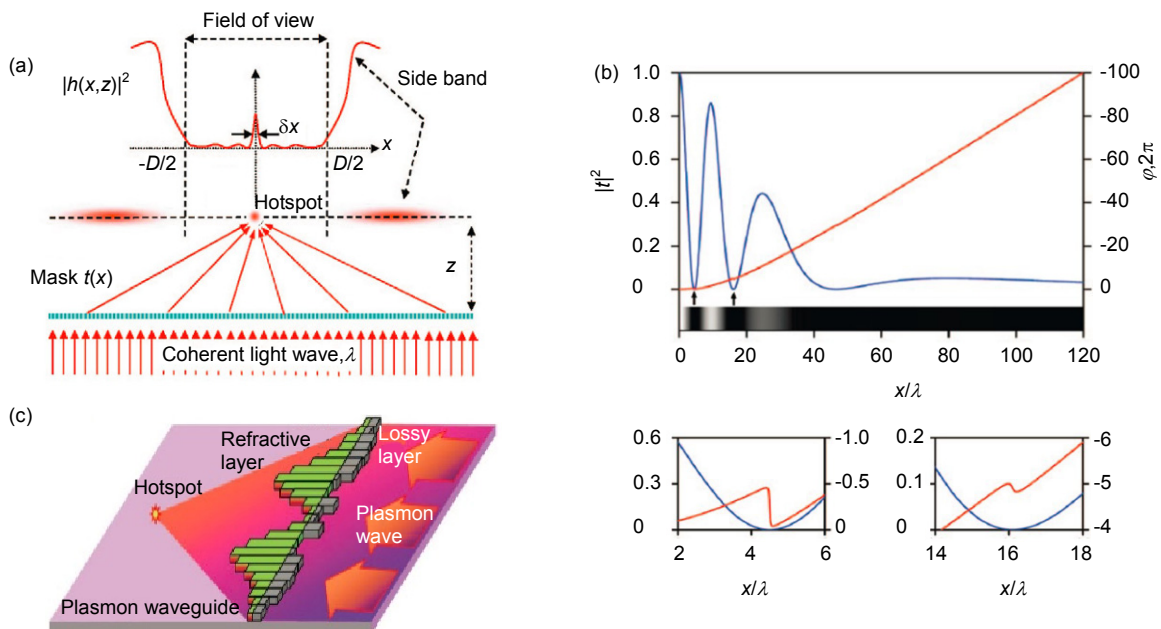 (a)
Field of view
|h(x,z)|²
Side band
δx
x
-D/2
D/2
Hotspot
z
Mask t(x)
Coherent light wave,λ
(b)
1.0
0.8
0.6
0.4
0.2
0
|t|²
-100
-80
-60
-40
-20
0
φ,2π
0 20 40 60 80 100 120
x/λ
0.6
0.3
0
-1.0
-0.5
0
2 4 6
x/λ
0.2
0.1
0
-6
-5
-4
14 16 18
x/λ
(c)
Refractive
layer
Lossy
layer
Hotspot
Plasmon
wave
Plasmon waveguide